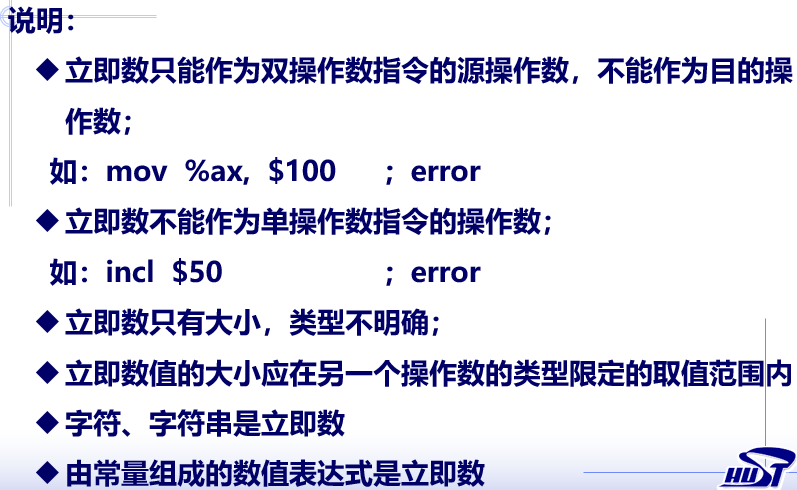 说明：
◆ 立即数只能作为双操作数指令的源操作数，不能作为目的操
作数；
如：mov %ax, $100 ；error
◆ 立即数不能作为单操作数指令的操作数；
如：incl $50 ；error
◆ 立即数只有大小，类型不明确；
◆ 立即数值的大小应在另一个操作数的类型限定的取值范围内
◆ 字符、字符串是立即数
◆ 由常量组成的数值表达式是立即数
HUST